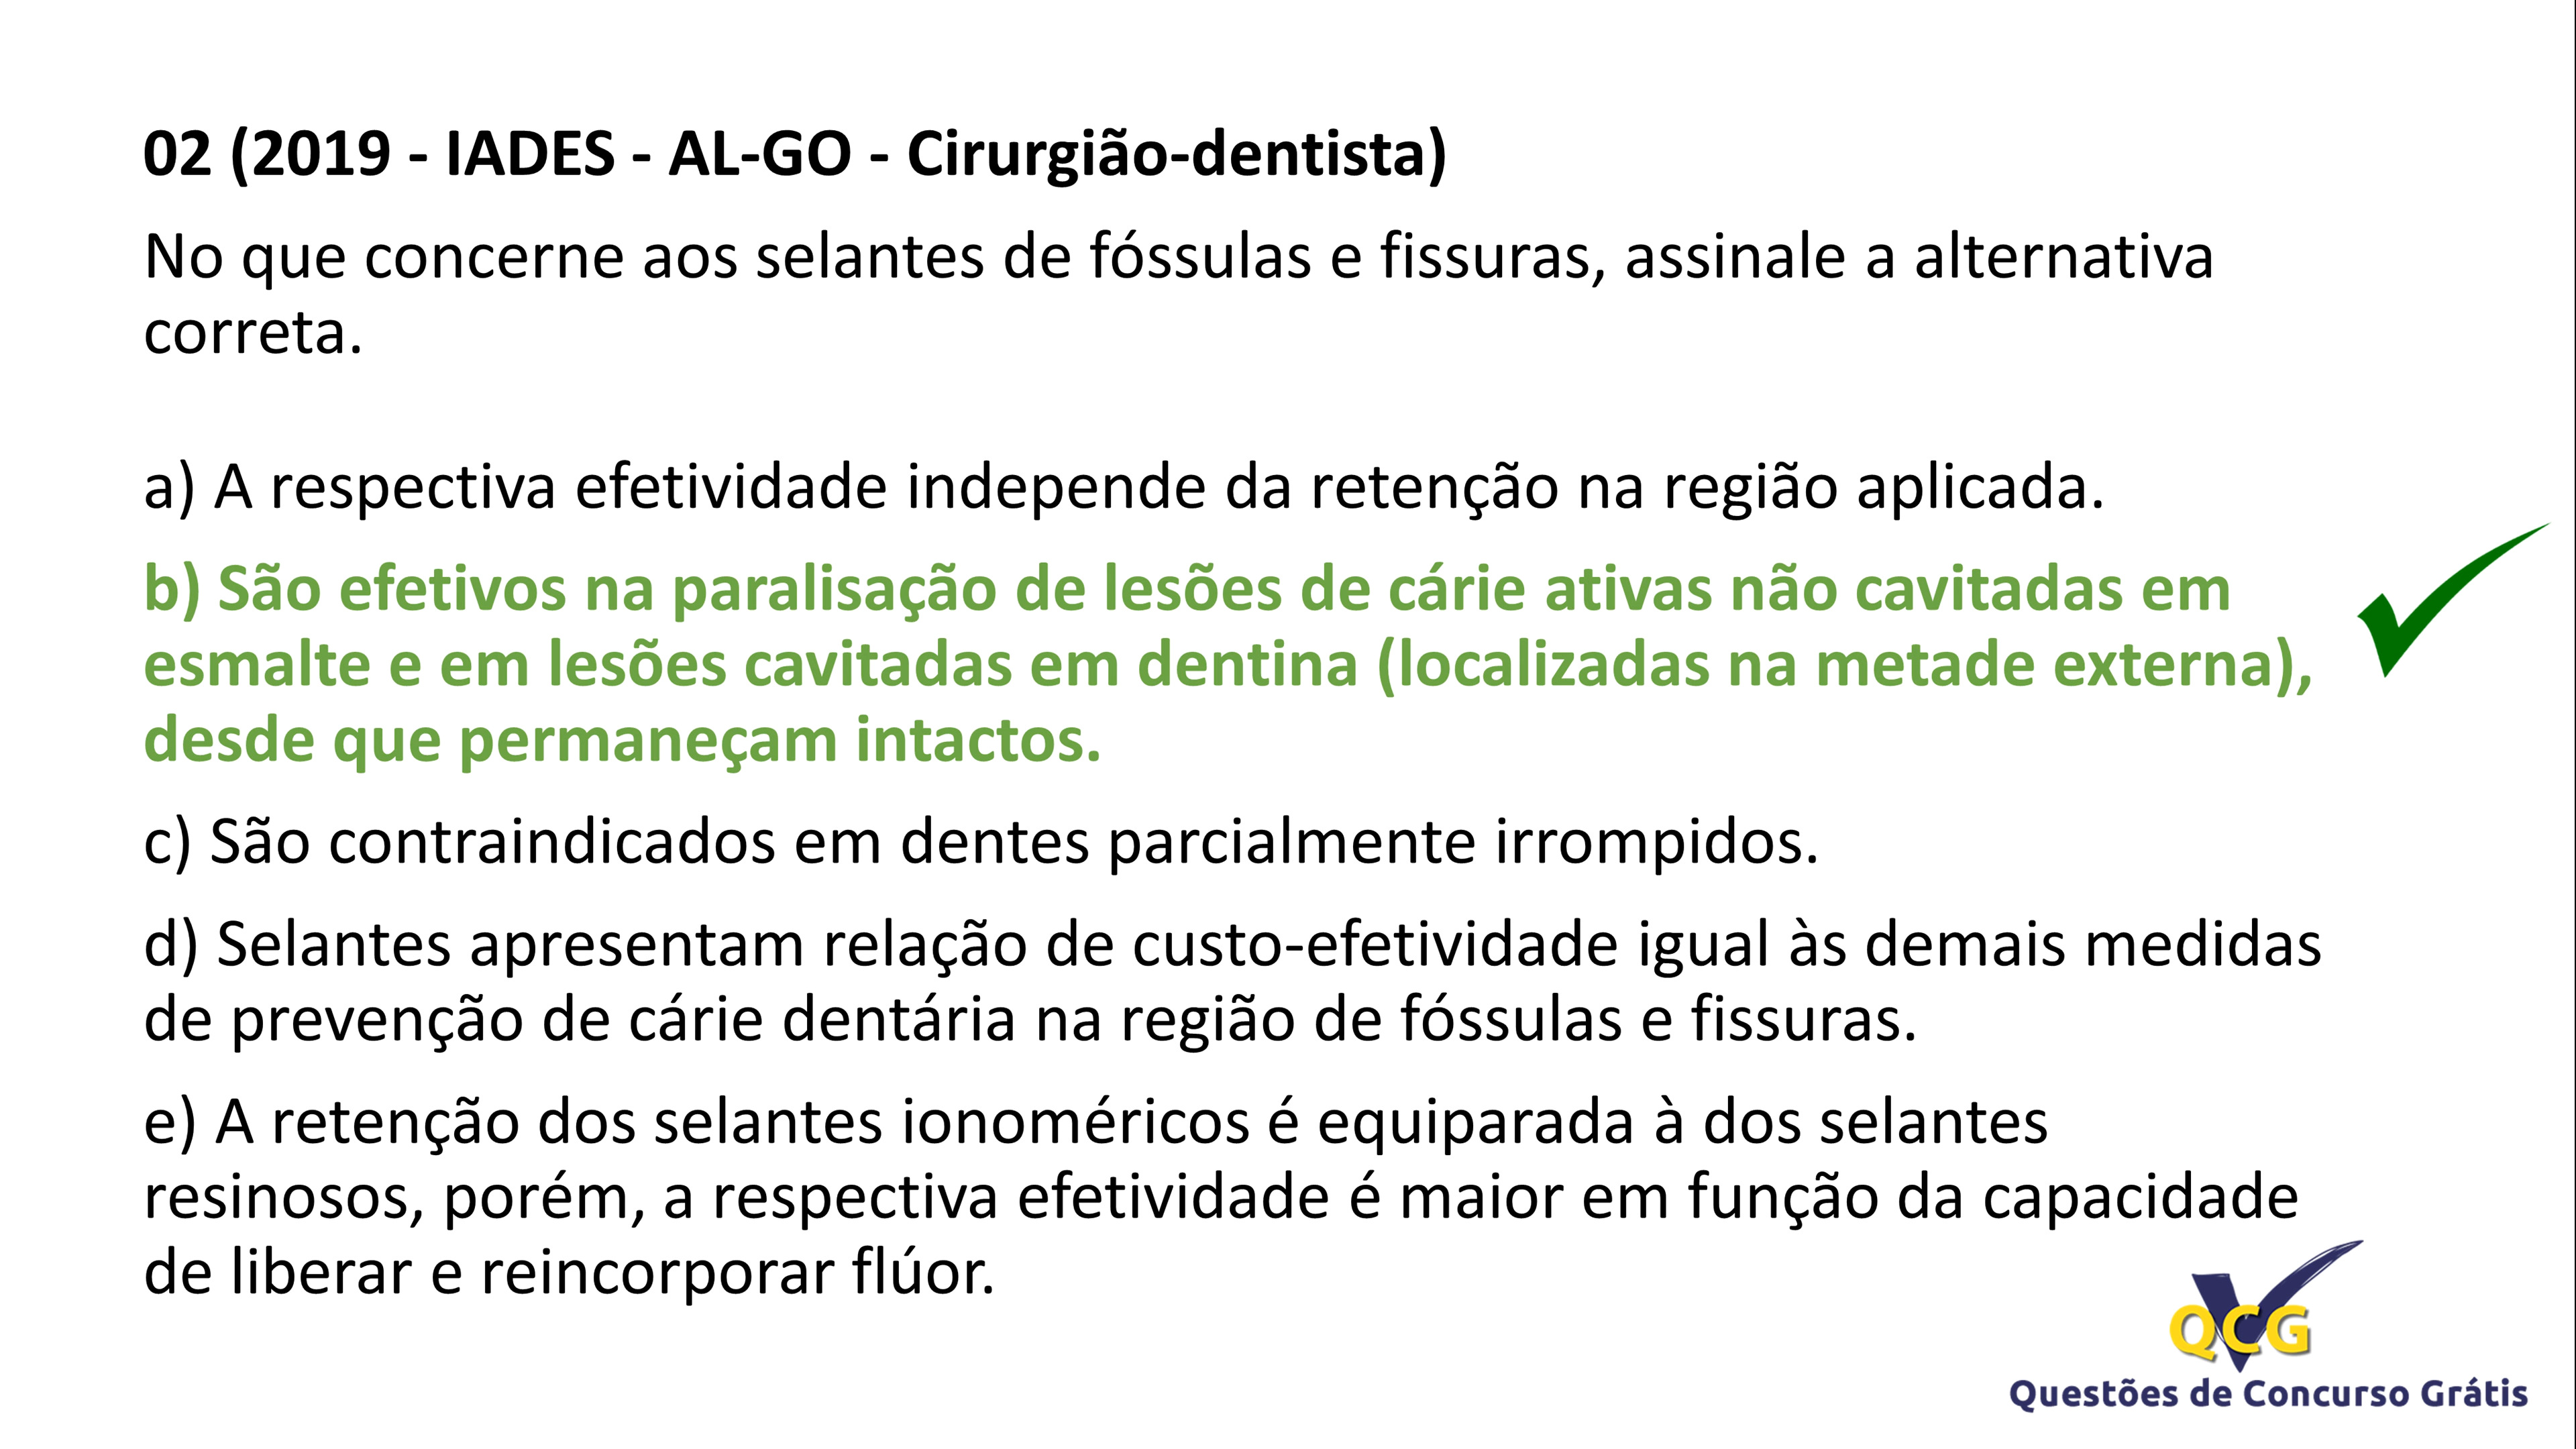 02 (2019 - IADES - AL-GO - Cirurgião-dentista)
No que concerne aos selantes de fóssulas e fissuras, assinale a alternativa
correta.
a) A respectiva efetividade independe da retenção na região aplicada.
b) São efetivos na paralisação de lesões de cárie ativas não cavitadas em
esmalte e em lesões cavitadas em dentina (localizadas na metade externa),
desde que permaneçam intactos.
c) São contraindicados em dentes parcialmente irrompidos.
d) Selantes apresentam relação de custo-efetividade igual às demais medidas
de prevenção de cárie dentária na região de fóssulas e fissuras.
e) A retenção dos selantes ionoméricos é equiparada à dos selantes
resinosos, porém, a respectiva efetividade é maior em função da capacidade
de liberar e reincorporar flúor.
QCG
Questões de Concurso Grátis